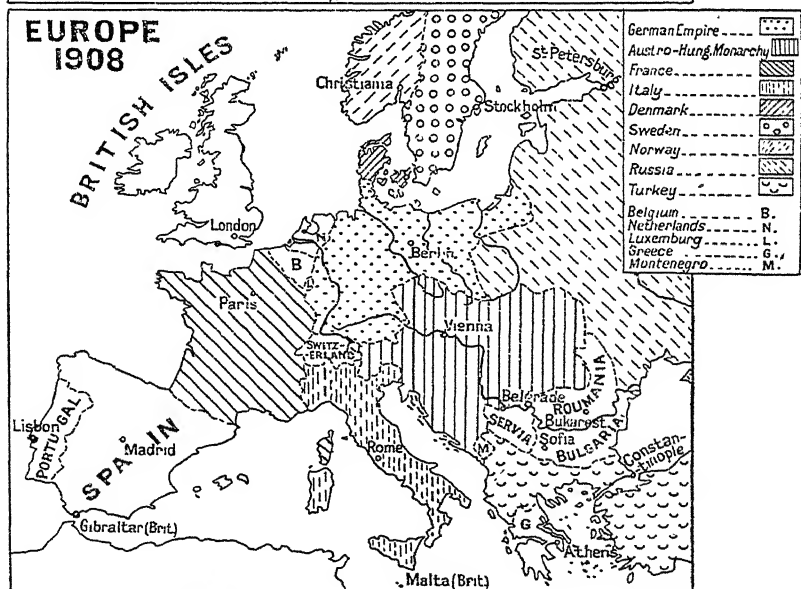 EUROPE
1908
BRITISH ISLES
German Empire
Austro-Hung. Monarchy
France
Italy
Denmark
Sweden
Norway
Russia
Turkey
Belgium B.
Netherlands N.
Luxemburg L.
Greece G.
Montenegro M.
St. Petersburg
Christiania
Stockholm
London
N
B
L
Berlin
Paris
Vienna
SWITZ-
ERLAND
ROUMANIA
Belgrade
Bukarest
SERVIA
Sofia
BULGARIA
Lisbon
PORTUGAL
SPAIN
Madrid
Rome
M
Constan-
tinople
Gibraltar (Brit.)
G
Athens
Malta (Brit)